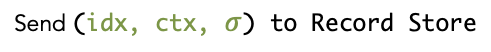 Send (idx, ctx, σ) to Record Store